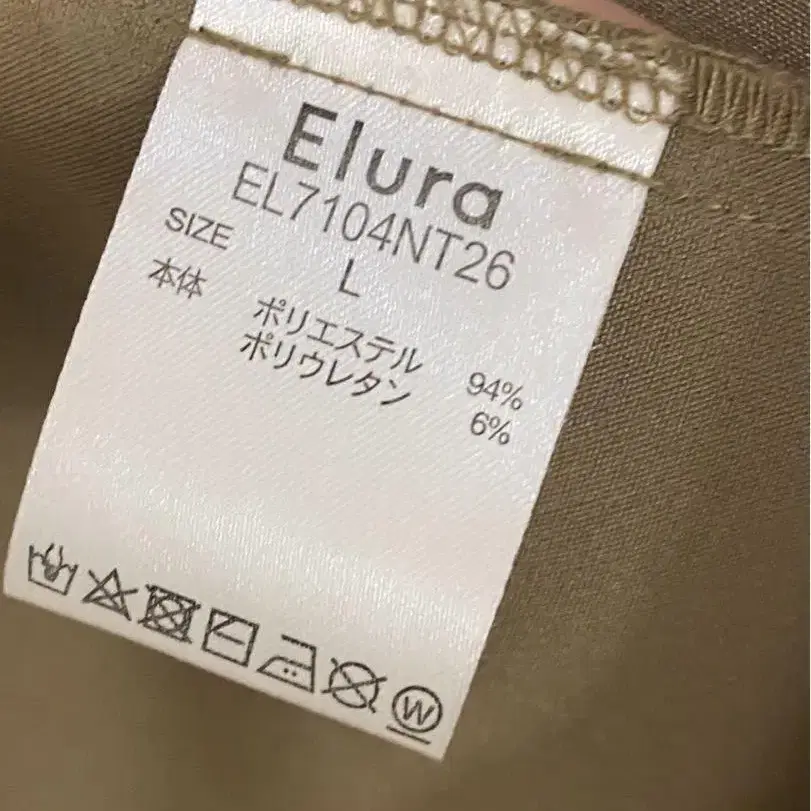 Elura
EL7104NT26
SIZE L
本体 ポリエステル 94%
ポリウレタン 6%
W